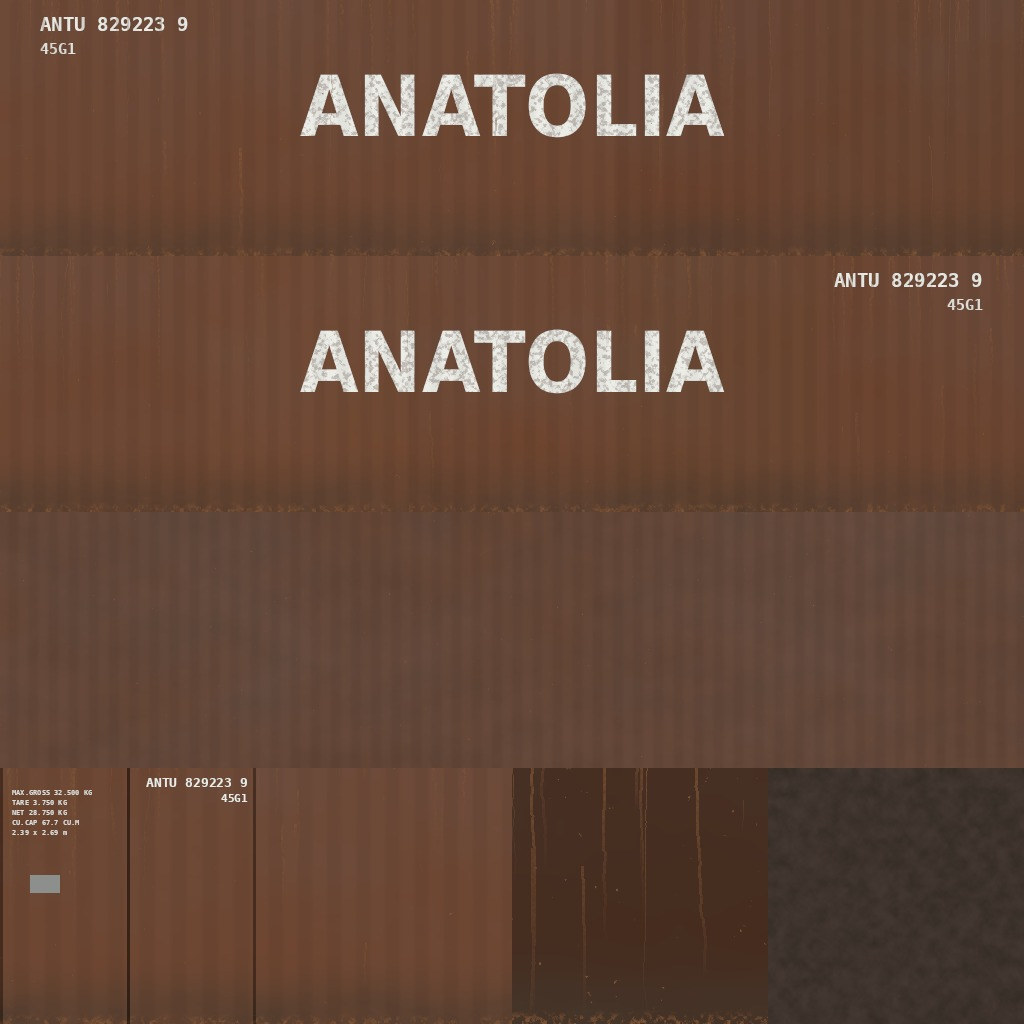 ANTU 829223 9
45G1
ANATOLIA
ANTU 829223 9
45G1
ANATOLIA
MAX.GROSS 32.500 KG
TARE 3.750 KG
NET 28.750 KG
CU.CAP 67.7 CU.M
2.39 x 2.69 m
ANTU 829223 9
45G1